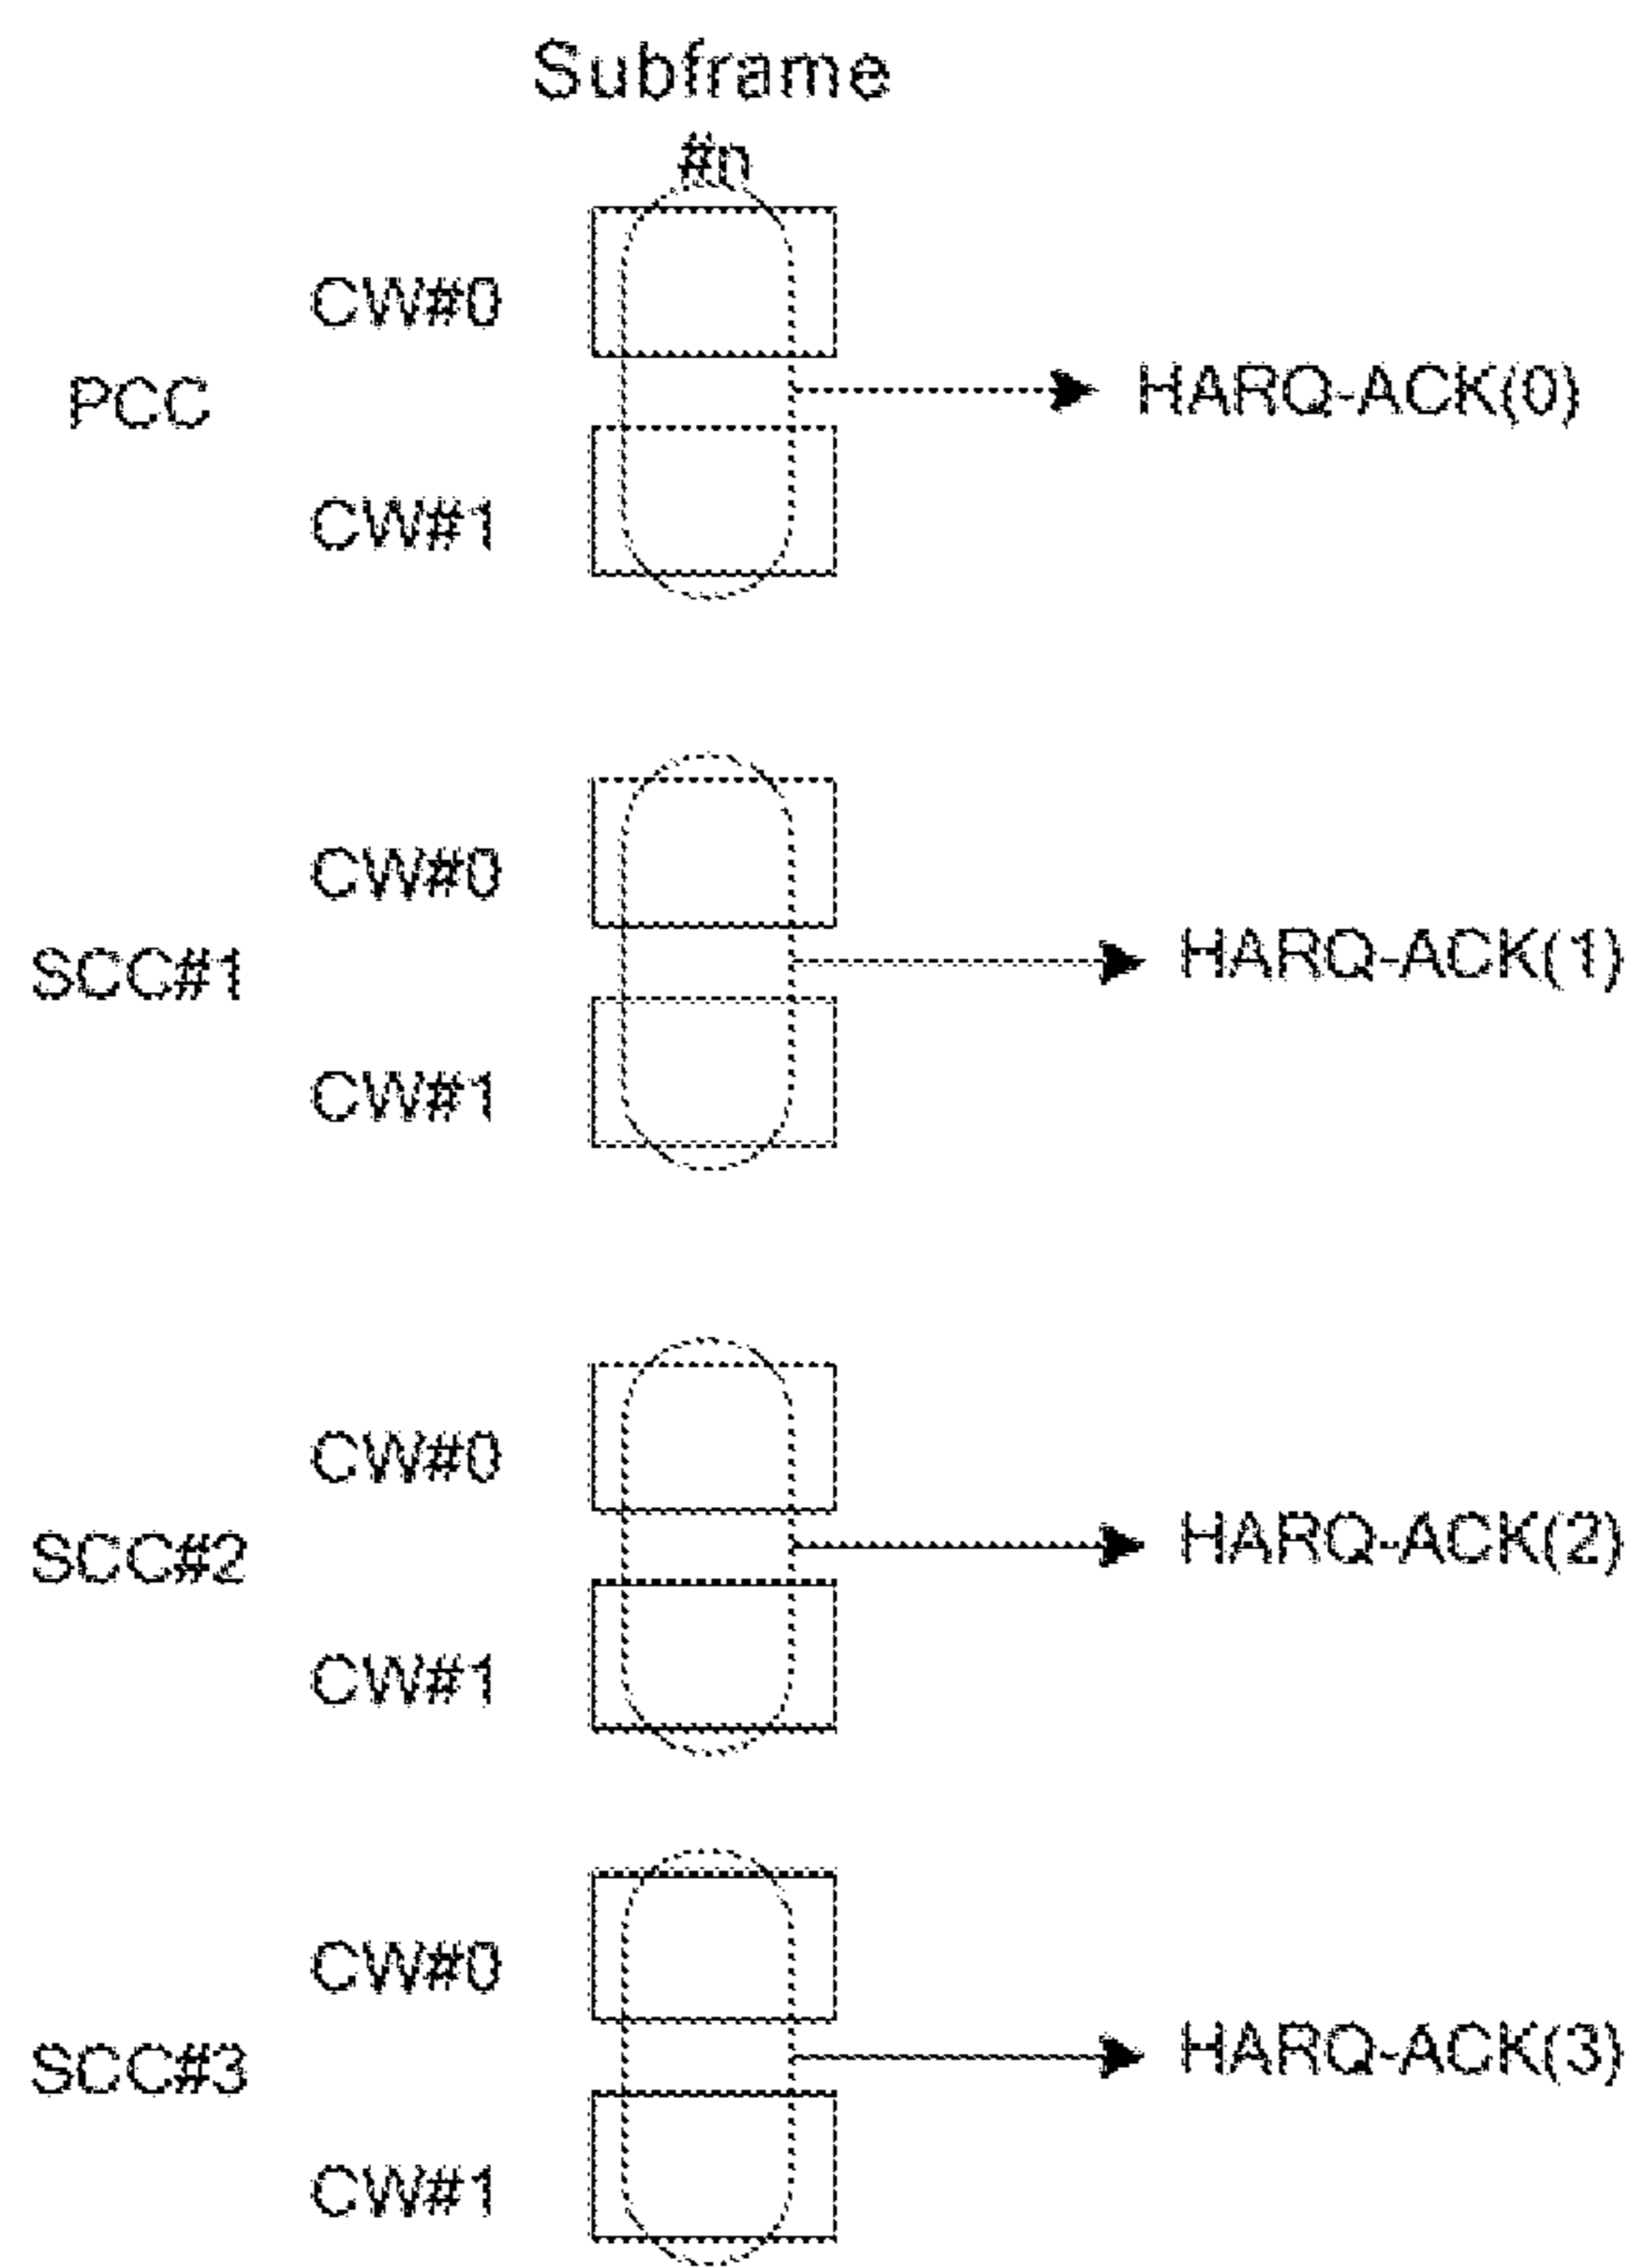 Subframe
#n
CW#0
PCC
HARQ-ACK(0)
CW#1
CW#0
SCC#1
HARQ-ACK(1)
CW#1
CW#0
SCC#2
HARQ-ACK(2)
CW#1
CW#0
SCC#3
HARQ-ACK(3)
CW#1